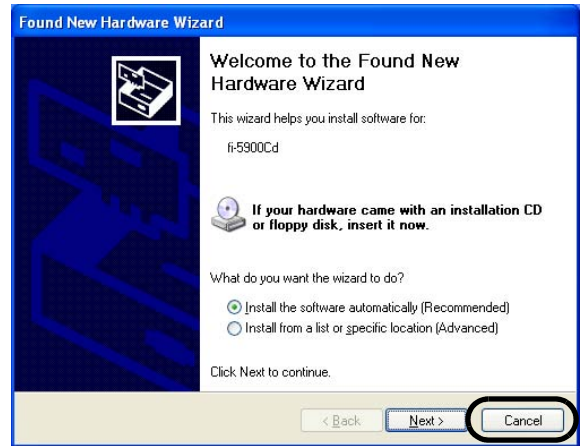 Found New Hardware Wizard
Welcome to the Found New
Hardware Wizard
This wizard helps you install software for:
fi-5900Cd
If your hardware came with an installation CD
or floppy disk, insert it now.
What do you want the wizard to do?
Install the software automatically (Recommended)
Install from a list or specific location (Advanced)
Click Next to continue.
< Back
Next >
Cancel